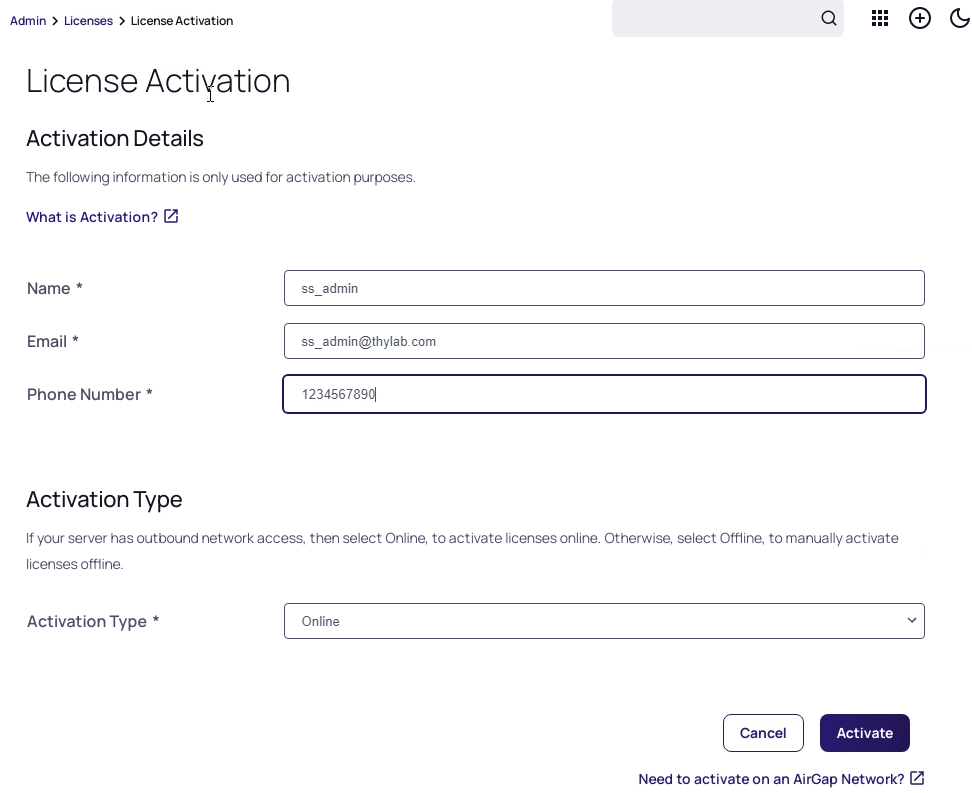 Admin > Licenses > License Activation
License Activation
Activation Details
The following information is only used for activation purposes.
What is Activation?
Name * ss_admin
Email * ss_admin@thylab.com
Phone Number * 1234567890
Activation Type
If your server has outbound network access, then select Online, to activate licenses online. Otherwise, select Offline, to manually activate
licenses offline.
Activation Type * Online
Cancel Activate
Need to activate on an AirGap Network?